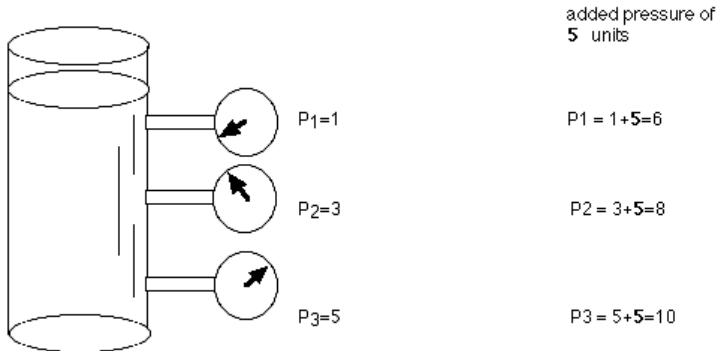 added pressure of
5 units
P1=1
P1 = 1+5=6
P2=3
P2 = 3+5=8
P3=5
P3 = 5+5=10